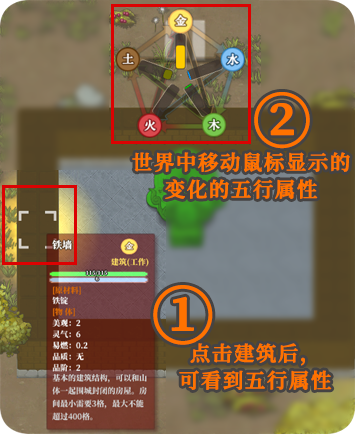 金
土
水
火
木
②
世界中移动鼠标显示的
变化的五行属性
铁墙
金
建筑(工作)
115/115
0
[原材料]
铁锭
[物 体]
美观：2
灵气：6
易燃：0.2
品质：无
品阶：2
基本的建筑结构，可以和山
体一起围城封闭的房屋。房
间最小需要3格，最大不能
超过400格。
①
点击建筑后，
可看到五行属性